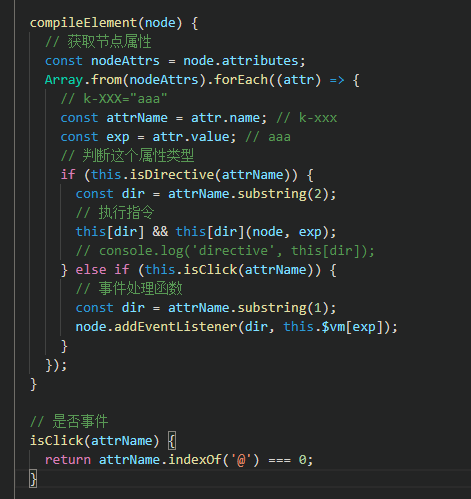 compileElement(node) {
// 获取节点属性
const nodeAttrs = node.attributes;
Array.from(nodeAttrs).forEach((attr) => {
// k-XXX="aaa"
const attrName = attr.name; // k-xxx
const exp = attr.value; // aaa
// 判断这个属性类型
if (this.isDirective(attrName)) {
const dir = attrName.substring(2);
// 执行指令
this[dir] && this[dir](node, exp);
// console.log('directive', this[dir]);
} else if (this.isClick(attrName)) {
// 事件处理函数
const dir = attrName.substring(1);
node.addEventListener(dir, this.$vm[exp]);
}
});
}
// 是否事件
isClick(attrName) {
return attrName.indexOf('@') === 0;
}